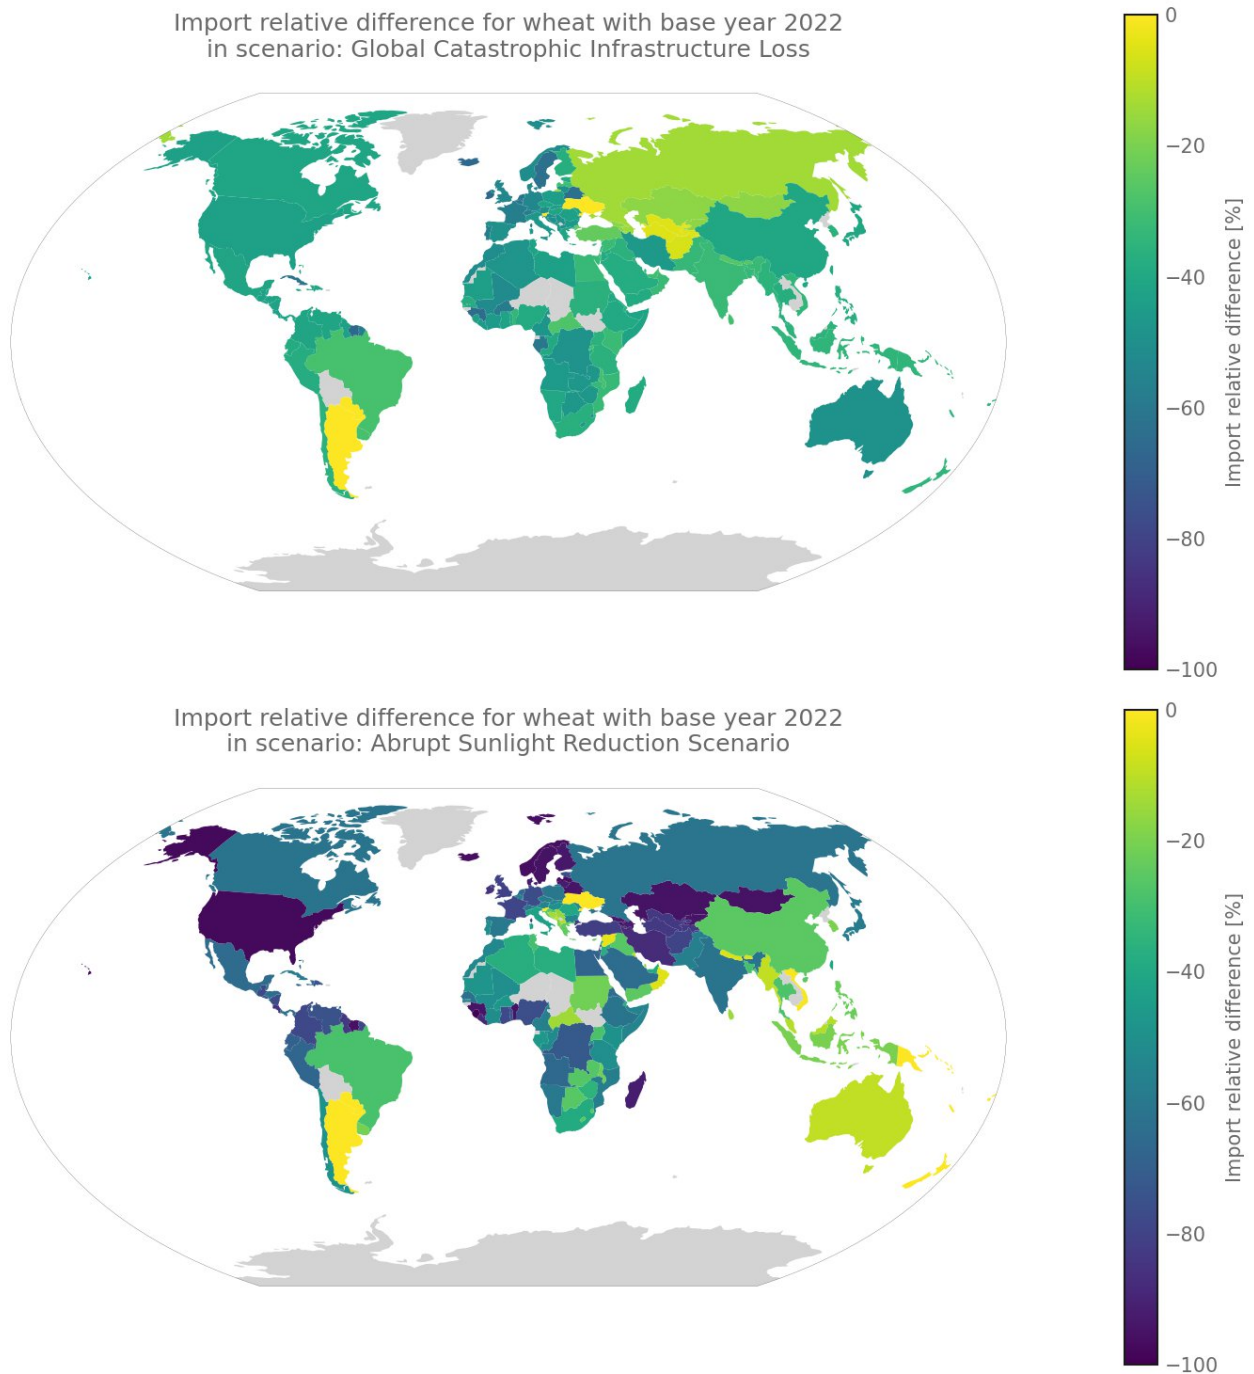 Import relative difference for wheat with base year 2022
in scenario: Global Catastrophic Infrastructure Loss
0
−20
−40
−60
−80
−100
Import relative difference [%]
Import relative difference for wheat with base year 2022
in scenario: Abrupt Sunlight Reduction Scenario
0
−20
−40
−60
−80
−100
Import relative difference [%]